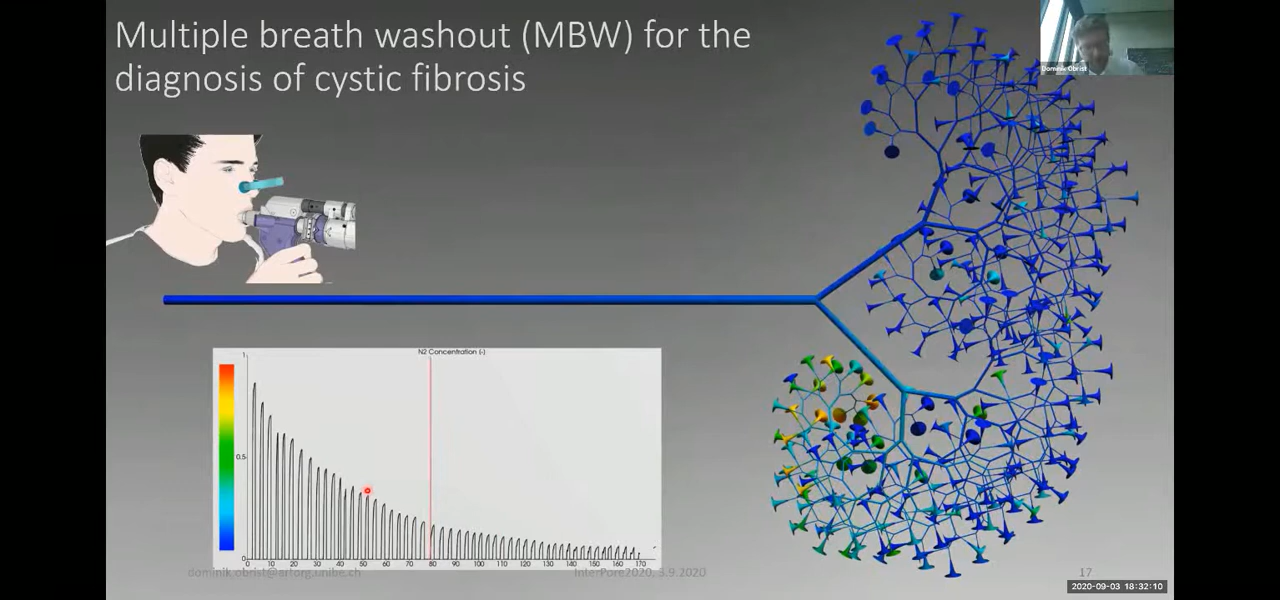 Multiple breath washout (MBW) for the
diagnosis of cystic fibrosis
Dominik Obrist
N2 Concentration (-)
1
0.5
0
0 10 20 30 40 50 60 70 80 90 100 110 120 130 140 150 160 170
dominik.obrist@artorg.unibe.ch
InterPore2020, 3.9.2020
17
2020-09-03 18:32:10